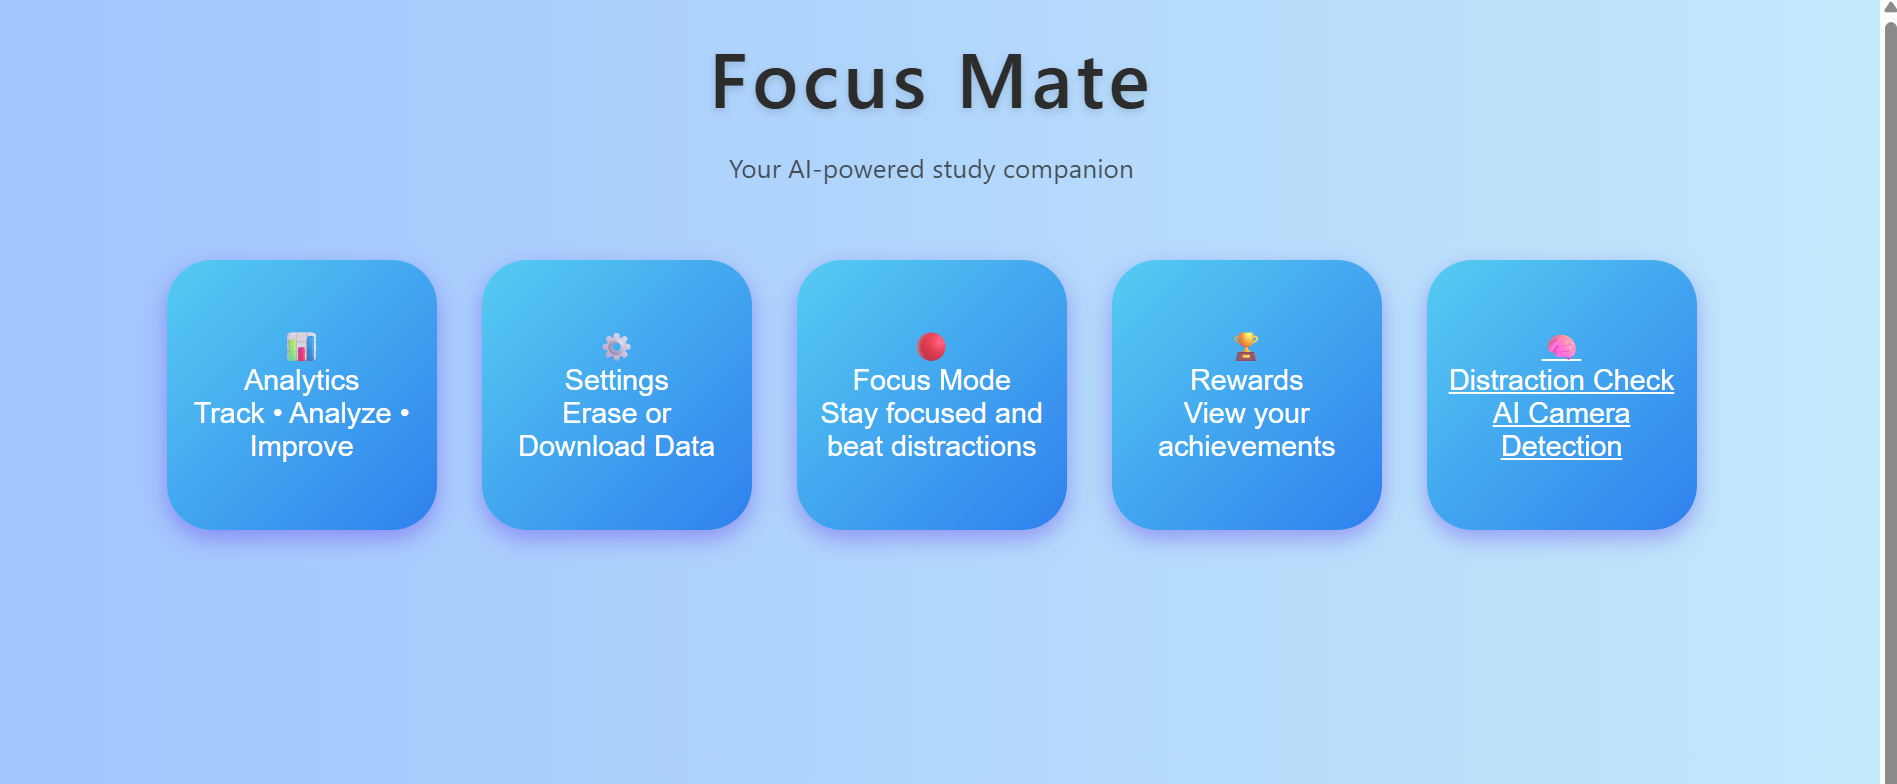 Focus Mate
Your AI-powered study companion
Analytics
Track • Analyze •
Improve
Settings
Erase or
Download Data
Focus Mode
Stay focused and
beat distractions
Rewards
View your
achievements
Distraction Check
AI Camera
Detection